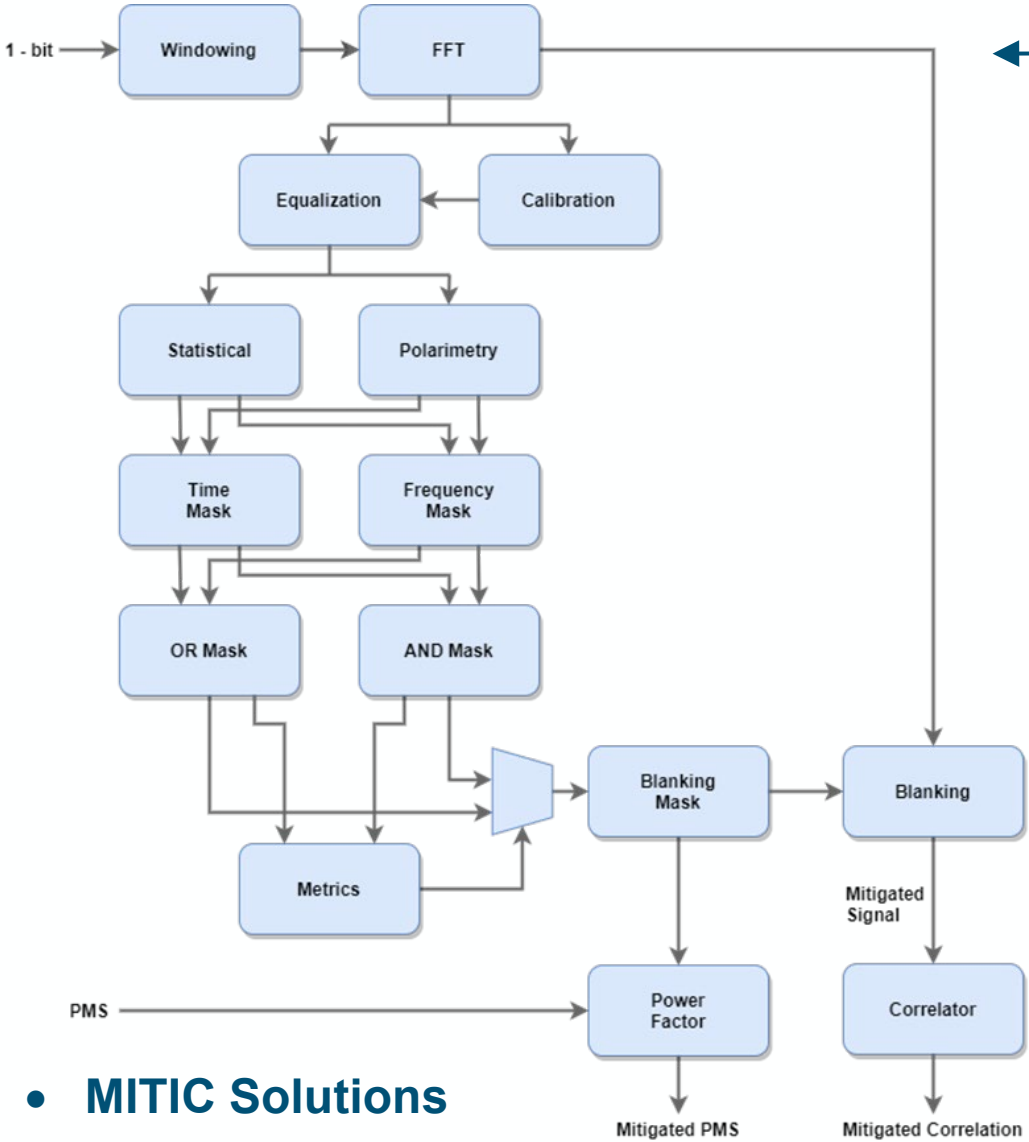 1 - bit
Windowing
FFT
Equalization
Calibration
Statistical
Polarimetry
Time
Mask
Frequency
Mask
OR Mask
AND Mask
Blanking
Mask
Blanking
Metrics
Mitigated
Signal
PMS
Power
Factor
Correlator
• MITIC Solutions
Mitigated PMS
Mitigated Correlation